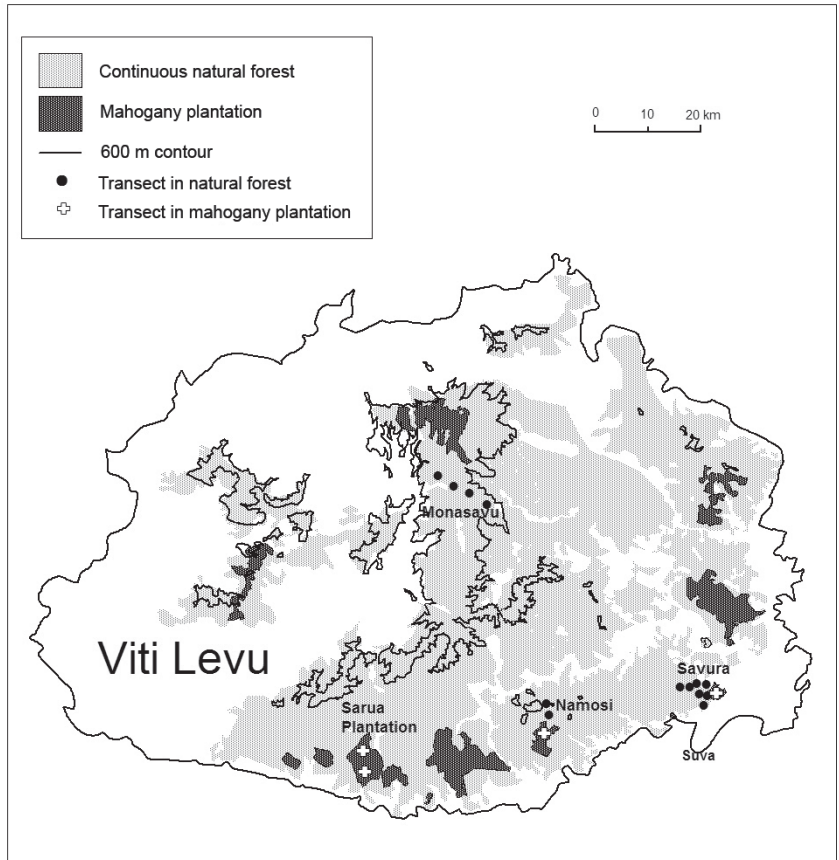 Continuous natural forest
Mahogany plantation
600 m contour
Transect in natural forest
Transect in mahogany plantation
0 10 20 km
Monasavu
Viti Levu
Savura
Sarua
Plantation
Namosi
Suva